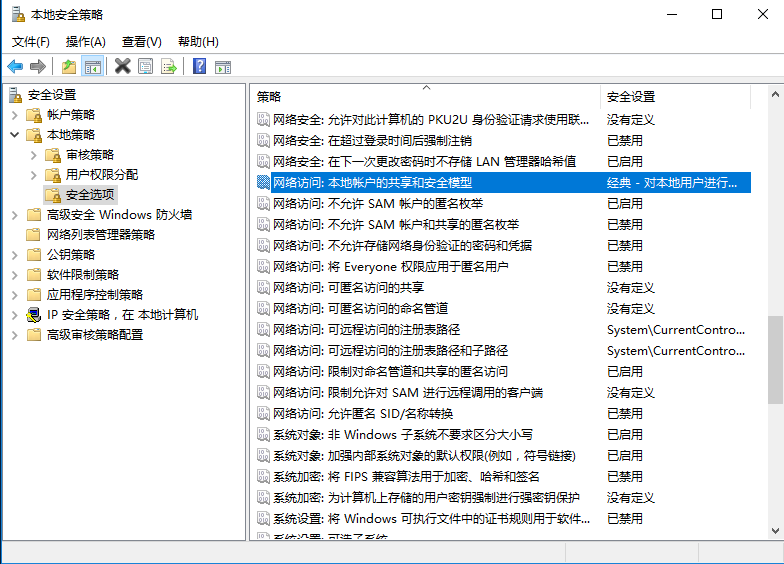 本地安全策略
文件(F) 操作(A) 查看(V) 帮助(H)
安全设置
帐户策略
本地策略
审核策略
用户权限分配
安全选项
高级安全 Windows 防火墙
网络列表管理器策略
公钥策略
软件限制策略
应用程序控制策略
IP 安全策略，在 本地计算机
高级审核策略配置
策略 安全设置
网络安全: 允许对此计算机的 PKU2U 身份验证请求使用联... 没有定义
网络安全: 在超过登录时间后强制注销 已禁用
网络安全: 在下一次更改密码时不存储 LAN 管理器哈希值 已启用
网络访问: 本地帐户的共享和安全模型 经典 - 对本地用户进行...
网络访问: 不允许 SAM 帐户的匿名枚举 已启用
网络访问: 不允许 SAM 帐户和共享的匿名枚举 已禁用
网络访问: 不允许存储网络身份验证的密码和凭据 已禁用
网络访问: 将 Everyone 权限应用于匿名用户 已禁用
网络访问: 可匿名访问的共享 没有定义
网络访问: 可匿名访问的命名管道 没有定义
网络访问: 可远程访问的注册表路径 System\CurrentContro...
网络访问: 可远程访问的注册表路径和子路径 System\CurrentContro...
网络访问: 限制对命名管道和共享的匿名访问 已启用
网络访问: 限制允许对 SAM 进行远程调用的客户端 没有定义
网络访问: 允许匿名 SID/名称转换 已禁用
系统对象: 非 Windows 子系统不要求区分大小写 已启用
系统对象: 加强内部系统对象的默认权限(例如，符号链接) 已启用
系统加密: 将 FIPS 兼容算法用于加密、哈希和签名 已禁用
系统加密: 为计算机上存储的用户密钥强制进行强密钥保护 没有定义
系统设置: 将 Windows 可执行文件中的证书规则用于软件... 已禁用
系统设置: 可选子系统